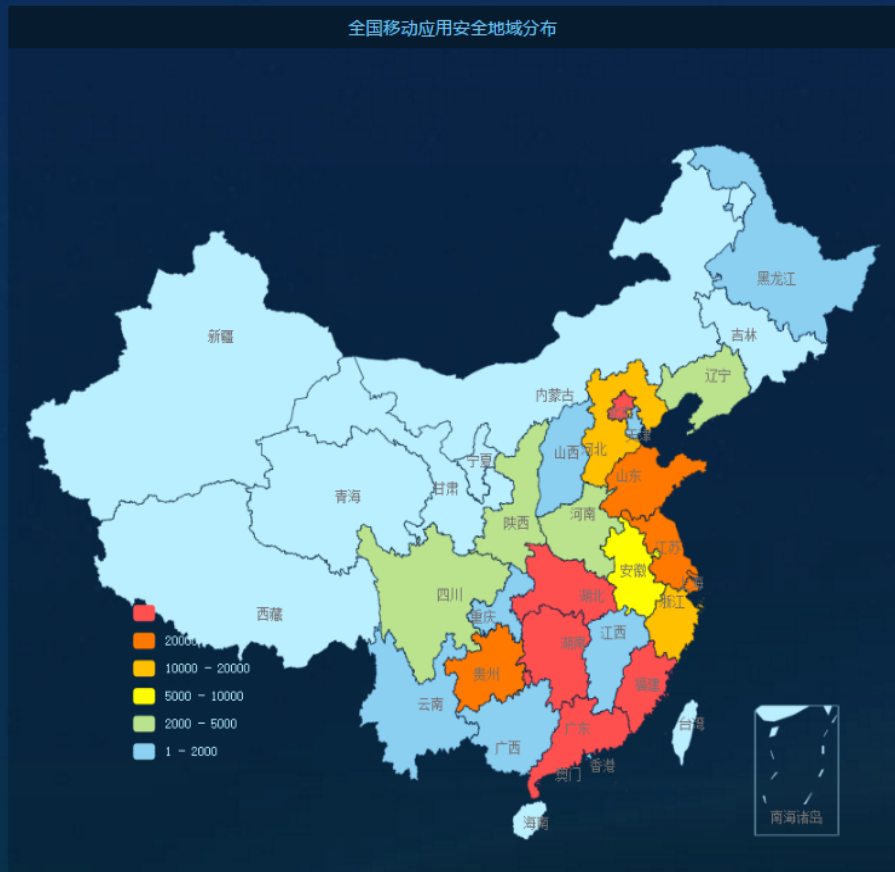 全国移动应用安全地域分布
黑龙江
吉林
新疆
辽宁
内蒙古
天津
山西
河北
宁夏
山东
甘肃
青海
河南
陕西
江苏
安徽
上海
四川
湖北
浙江
西藏
重庆
江西
20000
湖南
10000 - 20000
贵州
福建
5000 - 10000
云南
2000 - 5000
台湾
广东
1 - 2000
广西
香港
澳门
南海诸岛
海南